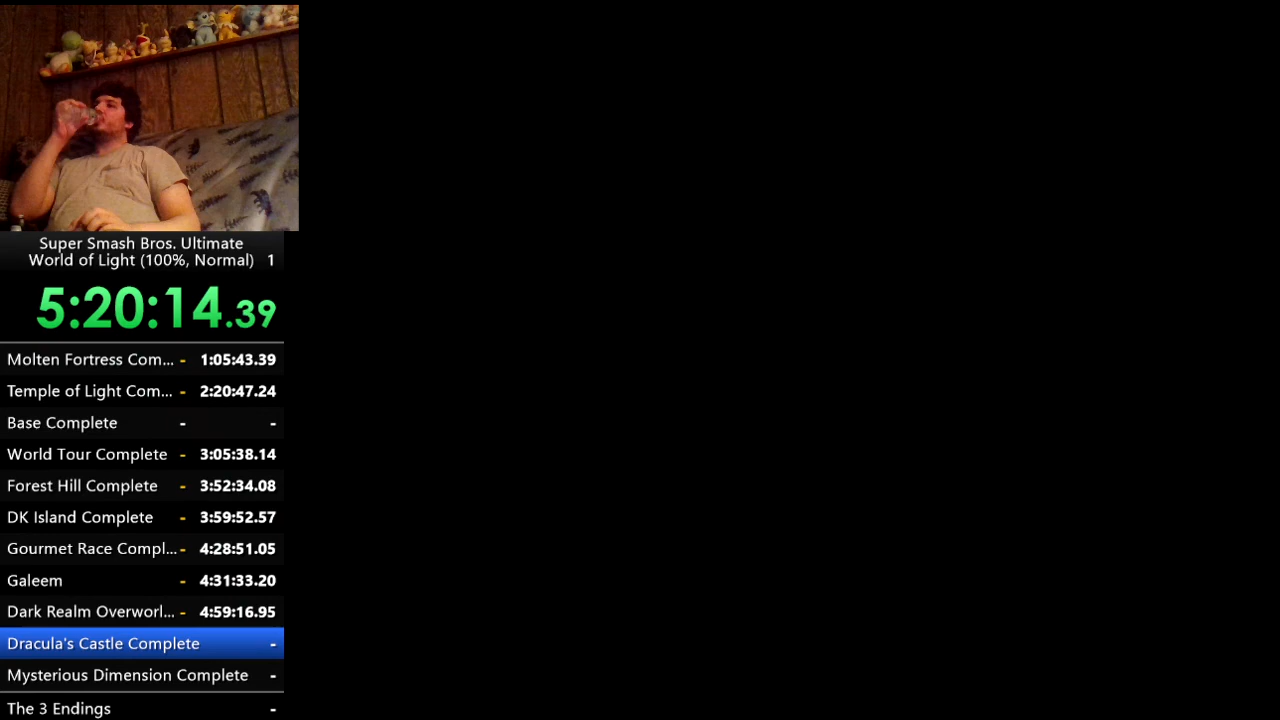 Super Smash Bros. Ultimate
World of Light (100%, Normal) 1
5:20:14.39
Molten Fortress Com... - 1:05:43.39
Temple of Light Com... - 2:20:47.24
Base Complete - -
World Tour Complete - 3:05:38.14
Forest Hill Complete - 3:52:34.08
DK Island Complete - 3:59:52.57
Gourmet Race Compl... - 4:28:51.05
Galeem - 4:31:33.20
Dark Realm Overworl... - 4:59:16.95
Dracula's Castle Complete -
Mysterious Dimension Complete -
The 3 Endings -